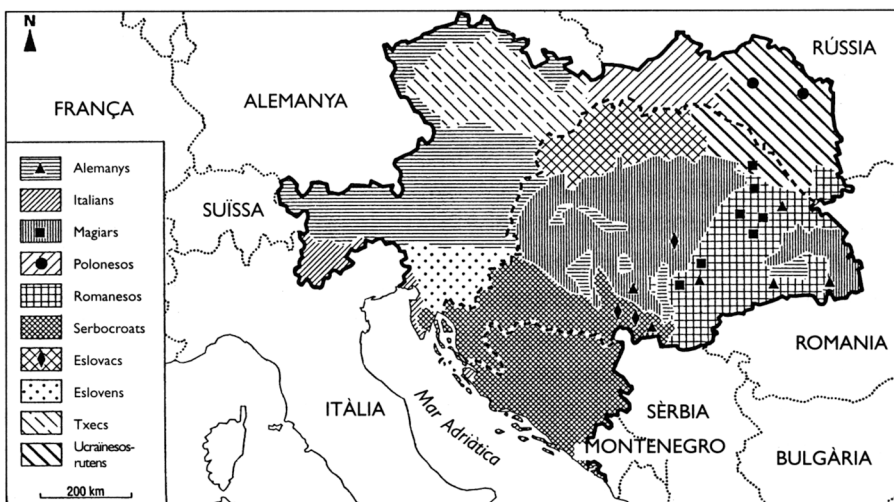 N
RÚSSIA
FRANÇA
ALEMANYA
SUÏSSA
Alemanys
Italians
Magiars
Polonesos
Romanesos
Serbocroats
Eslovacs
Eslovens
Txecs
Ucraïnesos-
rutens
200 km
ITÀLIA
Mar Adriàtica
SÈRBIA
MONTENEGRO
ROMANIA
BULGÀRIA